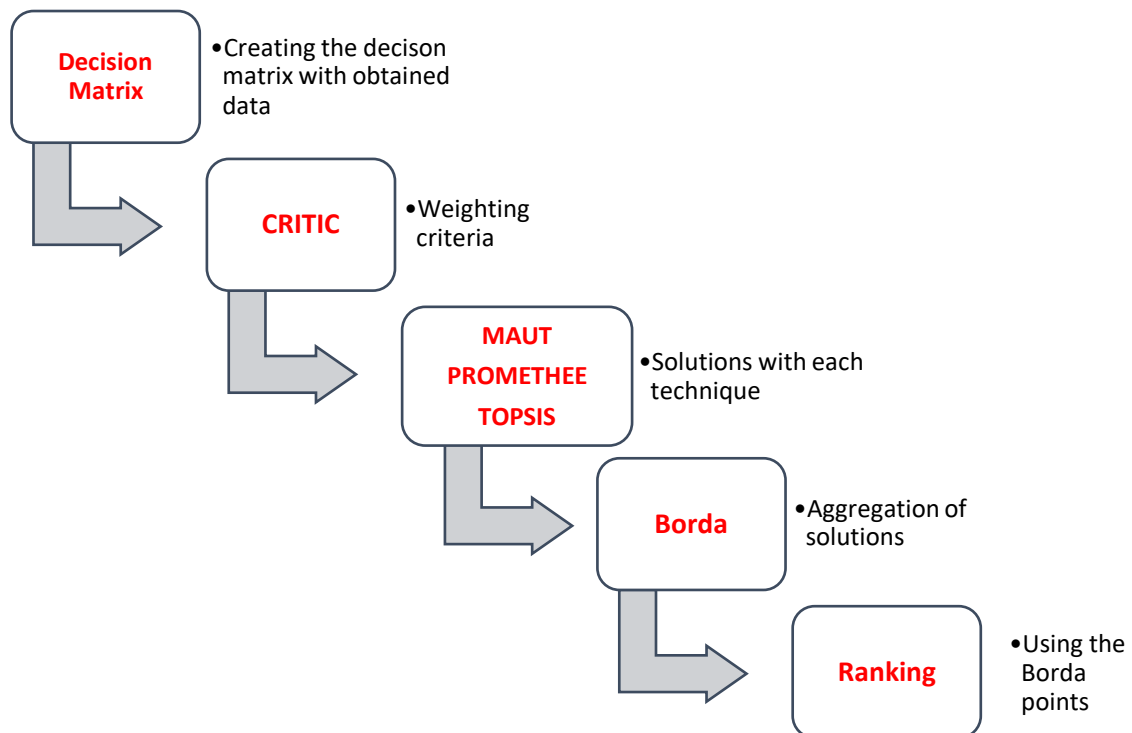 Decision
Matrix
•Creating the decison
matrix with obtained
data
CRITIC
•Weighting
criteria
MAUT
PROMETHEE
TOPSIS
•Solutions with each
technique
Borda
•Aggregation of
solutions
Ranking
•Using the
Borda
points